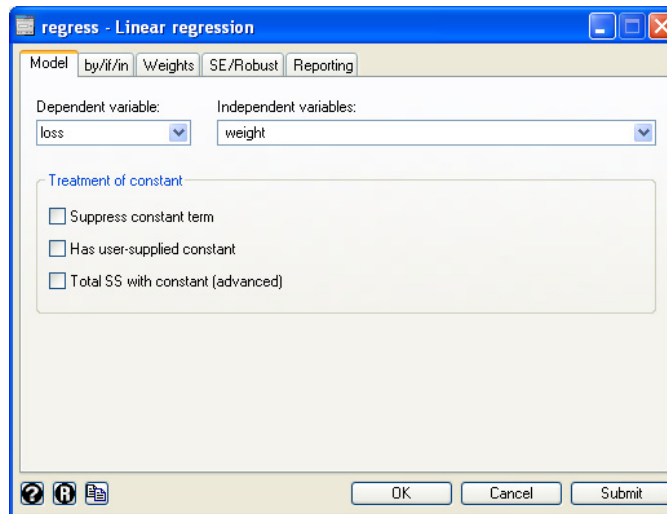 regress - Linear regression
Model by/if/in Weights SE/Robust Reporting
Dependent variable: Independent variables:
loss weight
Treatment of constant
Suppress constant term
Has user-supplied constant
Total SS with constant (advanced)
? R OK Cancel Submit